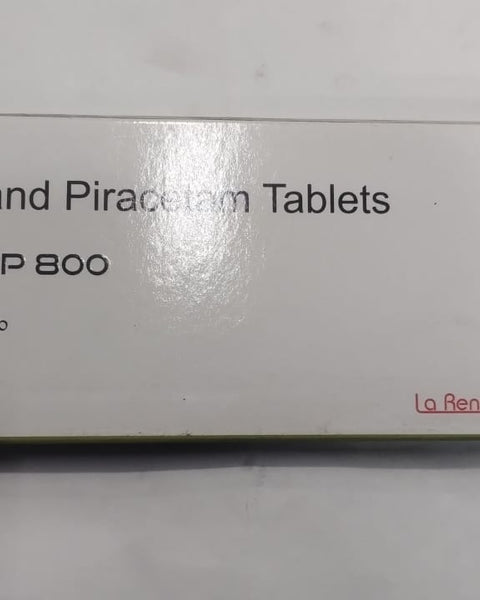 and Piracetam Tablets
P 800
La Ren